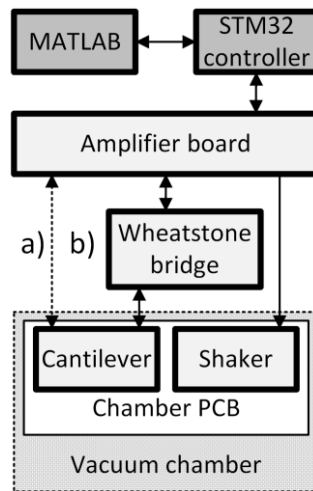 MATLAB
STM32
controller
Amplifier board
a)
b)
Wheatstone
bridge
Cantilever
Shaker
Chamber PCB
Vacuum chamber